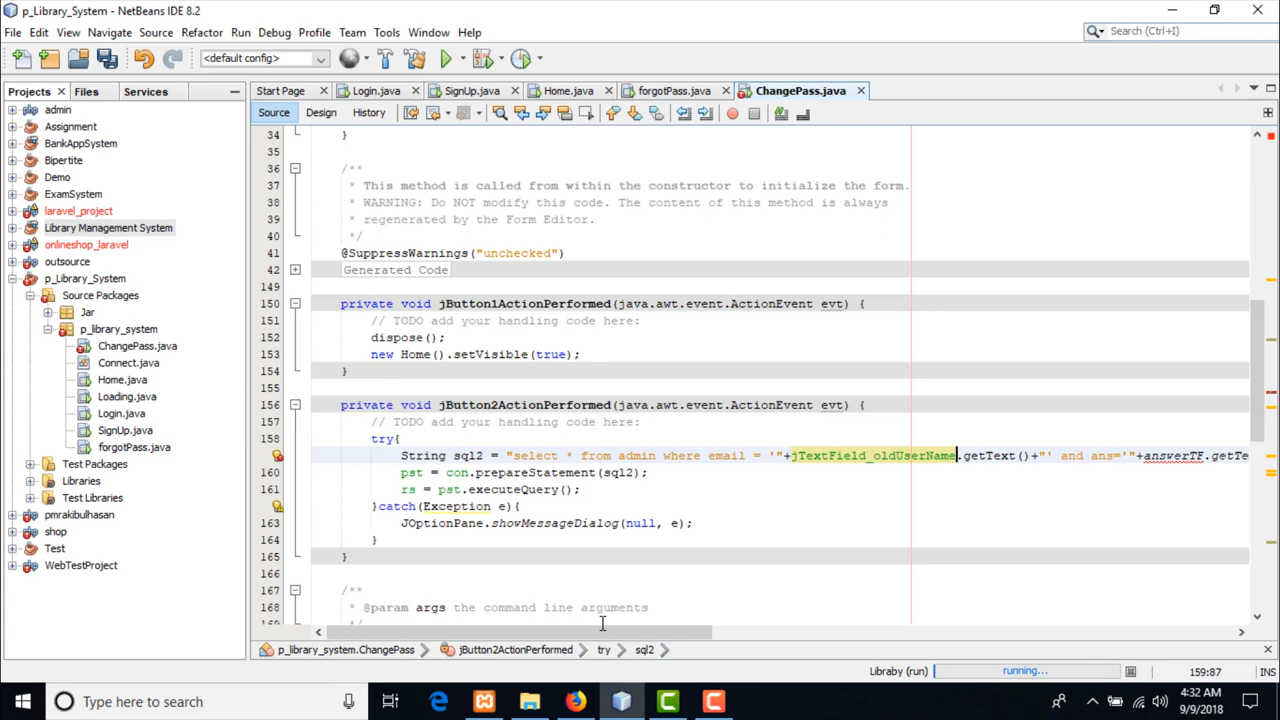 p_Library_System - NetBeans IDE 8.2
File Edit View Navigate Source Refactor Run Debug Profile Team Tools Window Help
Search (Ctrl+I)
<default config>
Projects Files Services
Start Page Login.java SignUp.java Home.java forgotPass.java ChangePass.java
Source Design History
admin
Assignment
BankAppSystem
Bipertite
Demo
ExamSystem
laravel_project
Library Management System
onlineshop_laravel
outsource
p_Library_System
Source Packages
Jar
p_library_system
ChangePass.java
Connect.java
Home.java
Loading.java
Login.java
SignUp.java
forgotPass.java
Test Packages
Libraries
Test Libraries
pmrakibulhasan
shop
Test
WebTestProject
34 }
35
36 /**
37 * This method is called from within the constructor to initialize the form.
38 * WARNING: Do NOT modify this code. The content of this method is always
39 * regenerated by the Form Editor.
40 */
41 @SuppressWarnings("unchecked")
42 Generated Code
149
150 private void jButton1ActionPerformed(java.awt.event.ActionEvent evt) {
151 // TODO add your handling code here:
152 dispose();
153 new Home().setVisible(true);
154 }
155
156 private void jButton2ActionPerformed(java.awt.event.ActionEvent evt) {
157 // TODO add your handling code here:
158 try{
String sql2 = "select * from admin where email = '"+jTextField_oldUserName.getText()+"' and ans='"+answerTF.getTe
160 pst = con.prepareStatement(sql2);
161 rs = pst.executeQuery();
}catch(Exception e){
163 JOptionPane.showMessageDialog(null, e);
164 }
165 }
166
167 /**
168 * @param args the command line arguments
169 */
p_library_system.ChangePass jButton2ActionPerformed try sql2
Libraby (run) running... 159:87 INS
Type here to search
4:32 AM
9/9/2018